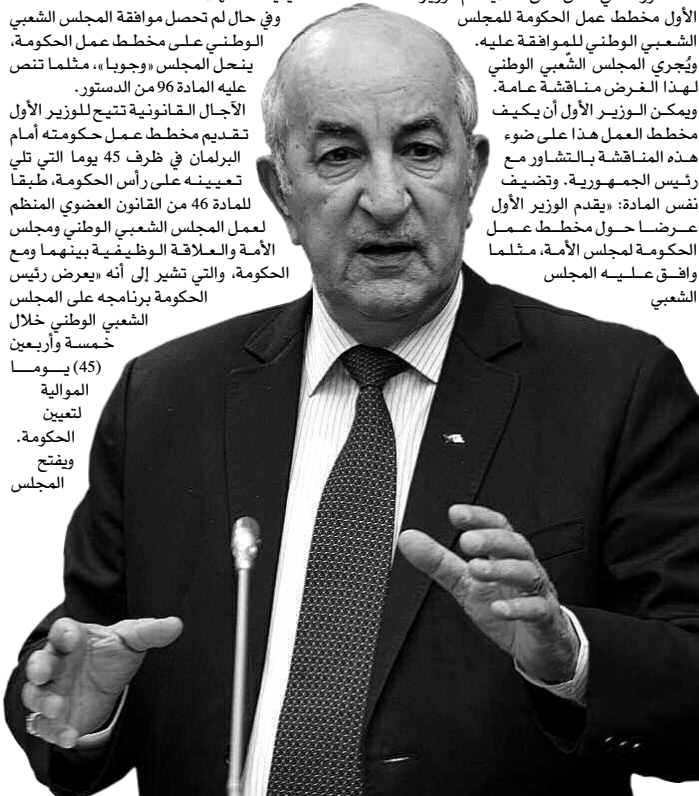 الأول مخطط عمل الحكومة للمجلس
الشعبي الوطني للموافقة عليه.
ويُجري المجلس الشّعبي الوطني
لهذا الغرض مناقشة عامة.
ويمكن الوزير الأول أن يكيف
مخطط العمل هذا على ضوء
هذه المناقشة بالتشاور مع
رئيس الجمهورية. وتضيف
نفس المادة: «يقدم الوزير الأول
عرضا حول مخطط عمل
الحكومة لمجلس الأمة، مثلما
وافق عليه المجلس
الشعبي
وفي حال لم تحصل موافقة المجلس الشعبي
الوطني على مخطط عمل الحكومة،
ينحل المجلس «وجوبا»، مثلما تنص
عليه المادة 96 من الدستور.
الآجال القانونية تتيح للوزير الأول
تقديم مخطط عمل حكومته أمام
البرلمان في ظرف 45 يوما التي تلي
تعيينه على رأس الحكومة، طبقا
للمادة 46 من القانون العضوي المنظم
لعمل المجلس الشعبي الوطني ومجلس
الأمة والعلاقة الوظيفية بينهما ومع
الحكومة، والتي تشير إلى أنه «يعرض رئيس
الحكومة برنامجه على المجلس
الشعبي الوطني خلال
خمسة وأربعين
(45) يوما
الموالية
لتعيين
الحكومة.
ويفتح
المجلس